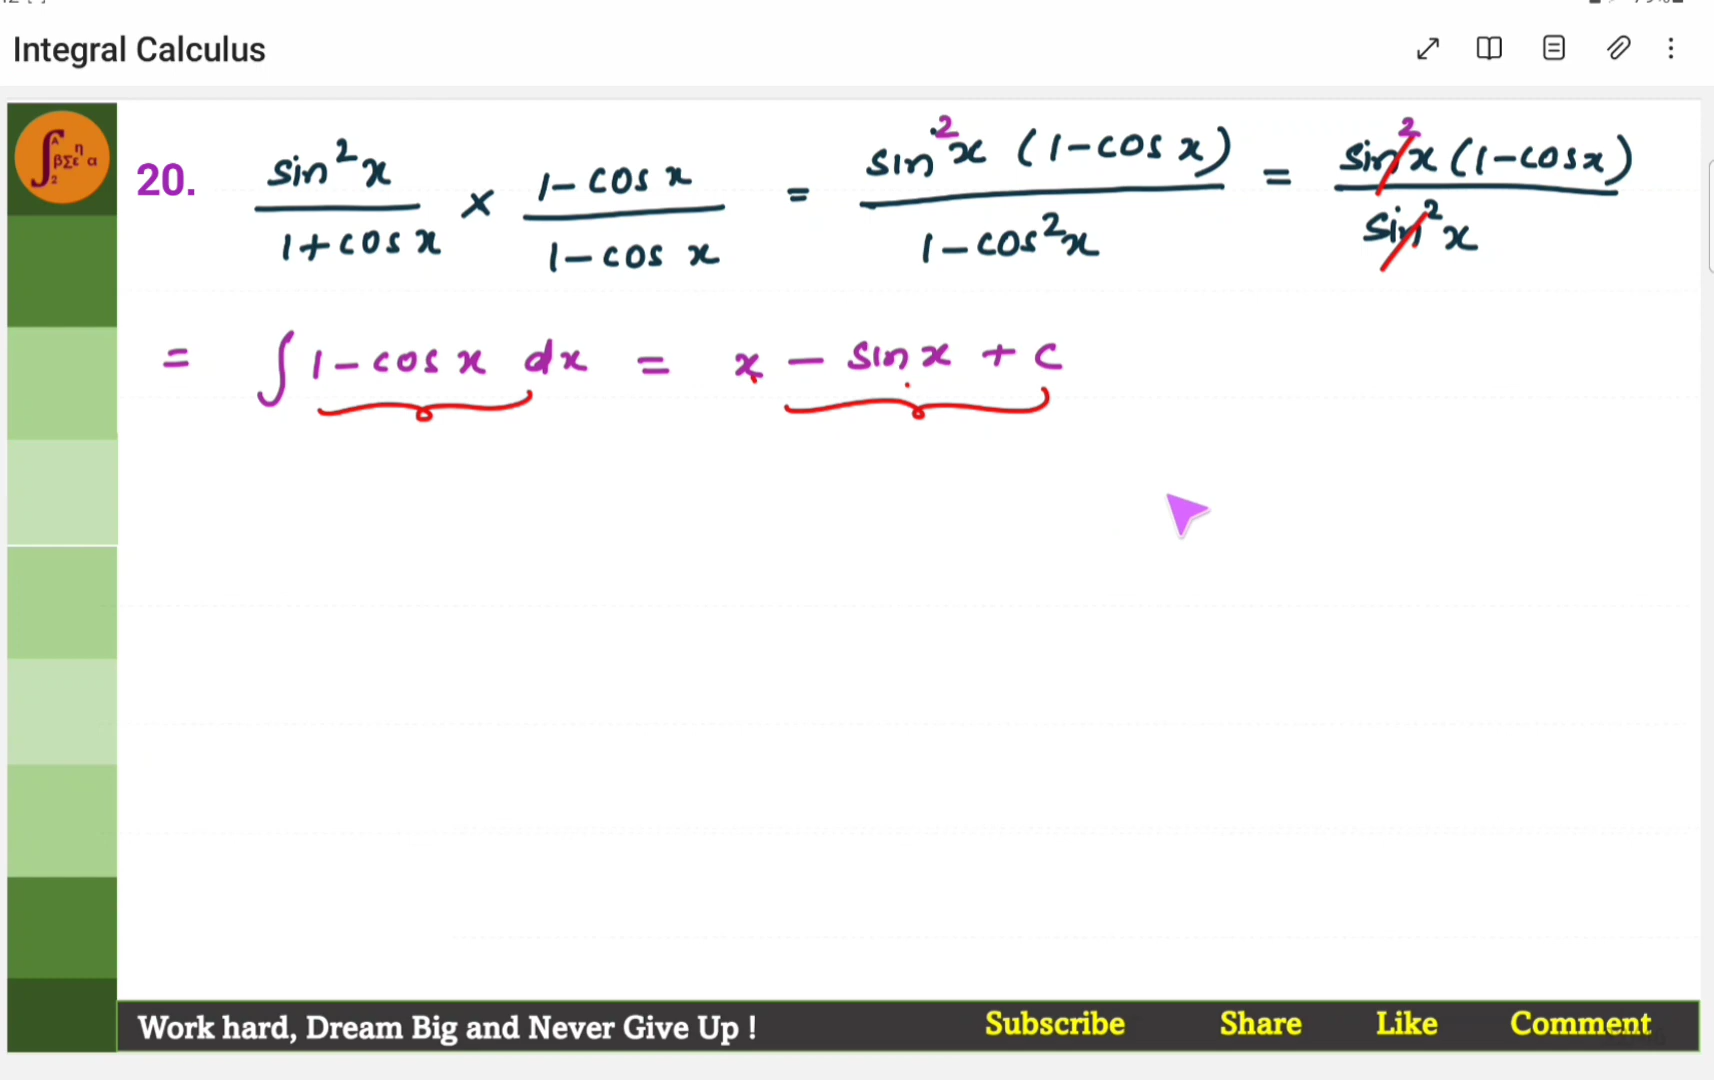 Integral Calculus
20. sin²x / 1+cos x × 1-cos x / 1-cos x = sin²x (1-cos x) / 1-cos²x = sin²x (1-cosx) / sin²x
= ∫ 1-cos x dx = x - sin x + c
Work hard, Dream Big and Never Give Up ! Subscribe Share Like Comment